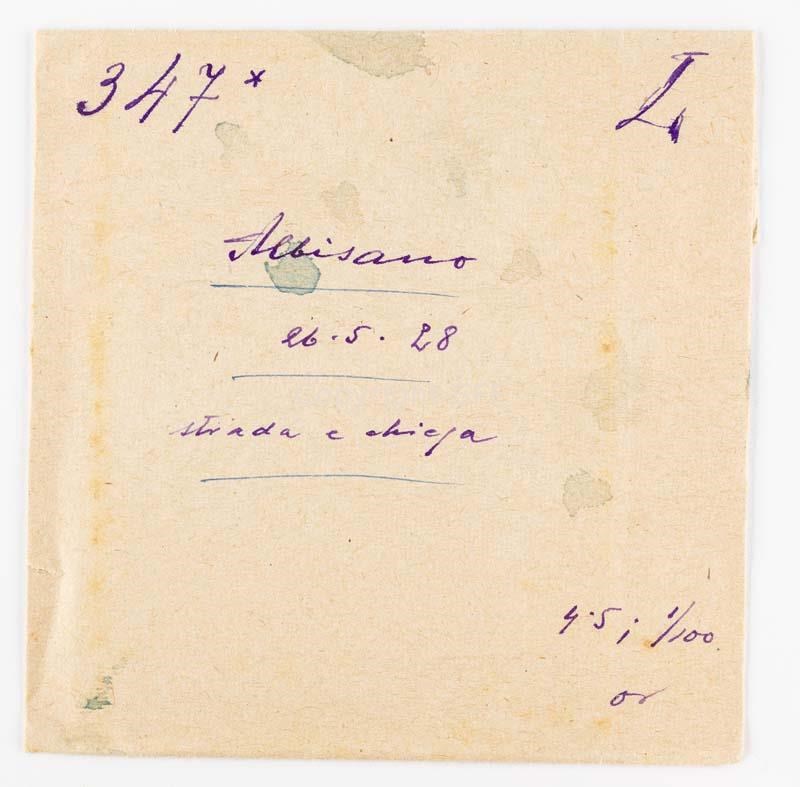 347* L
Albisano
26.5.28
strada e chiesa
4.5; 1/100
or